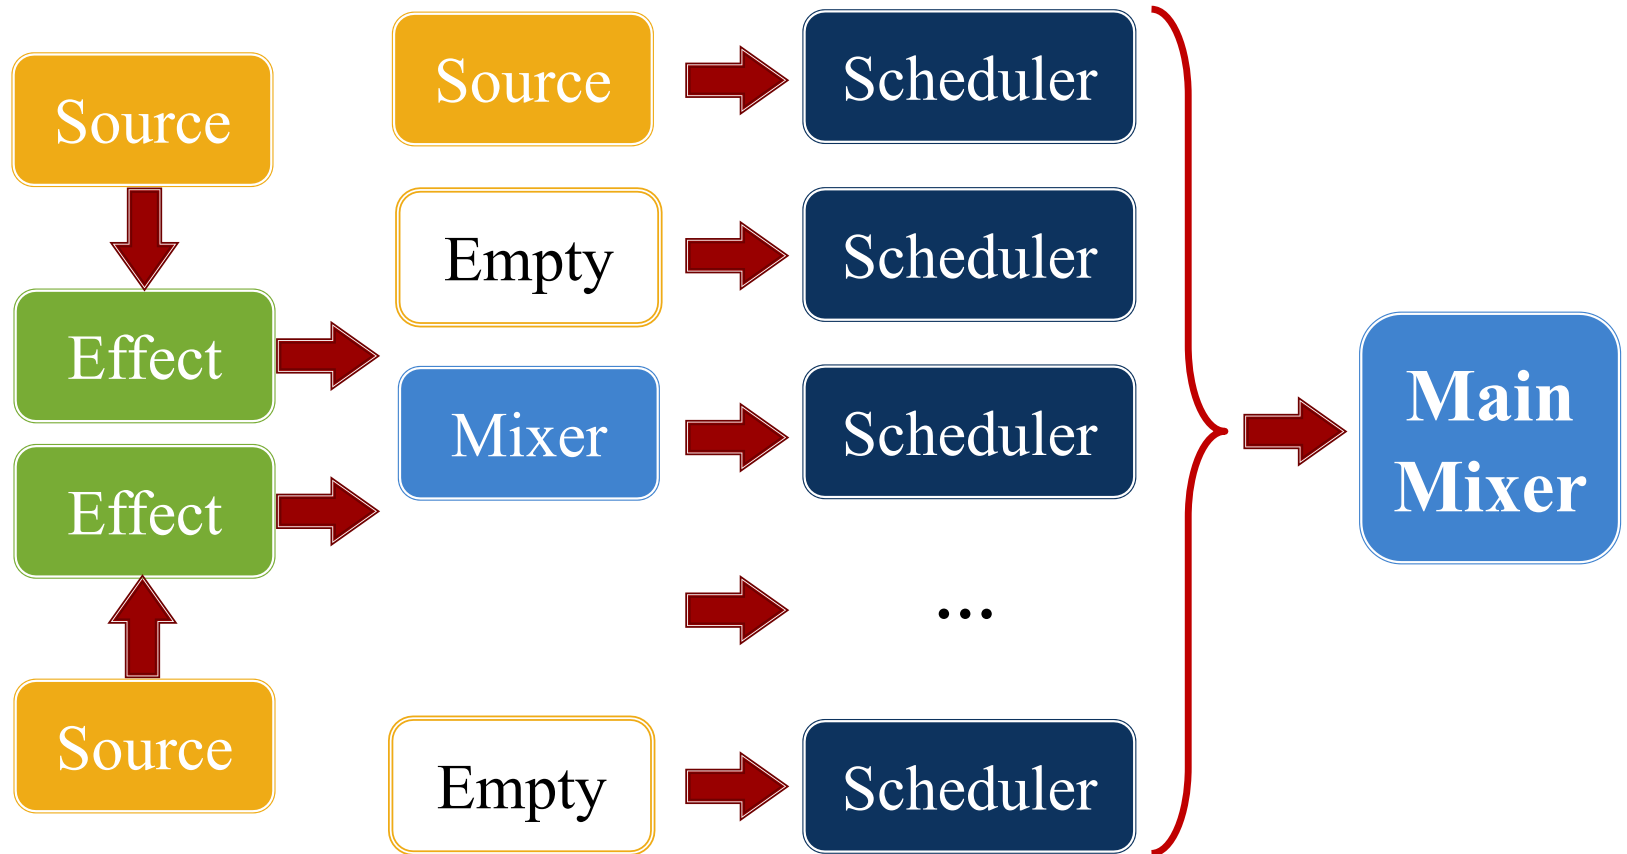 Source
Effect
Effect
Source
Source
Scheduler
Empty
Scheduler
Mixer
Scheduler
...
Empty
Scheduler
Main
Mixer